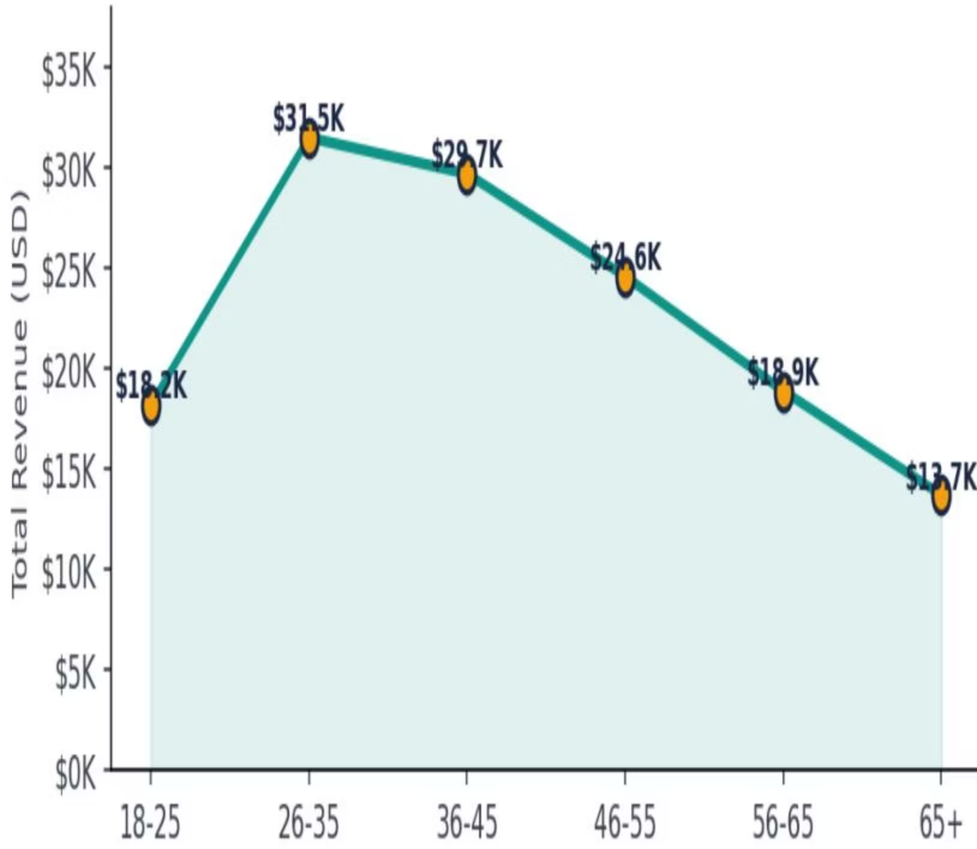 Total Revenue (USD)
$35K
$30K
$25K
$20K
$15K
$10K
$5K
$0K
$18.2K
$31.5K
$29.7K
$24.6K
$18.9K
$13.7K
18-25 26-35 36-45 46-55 56-65 65+